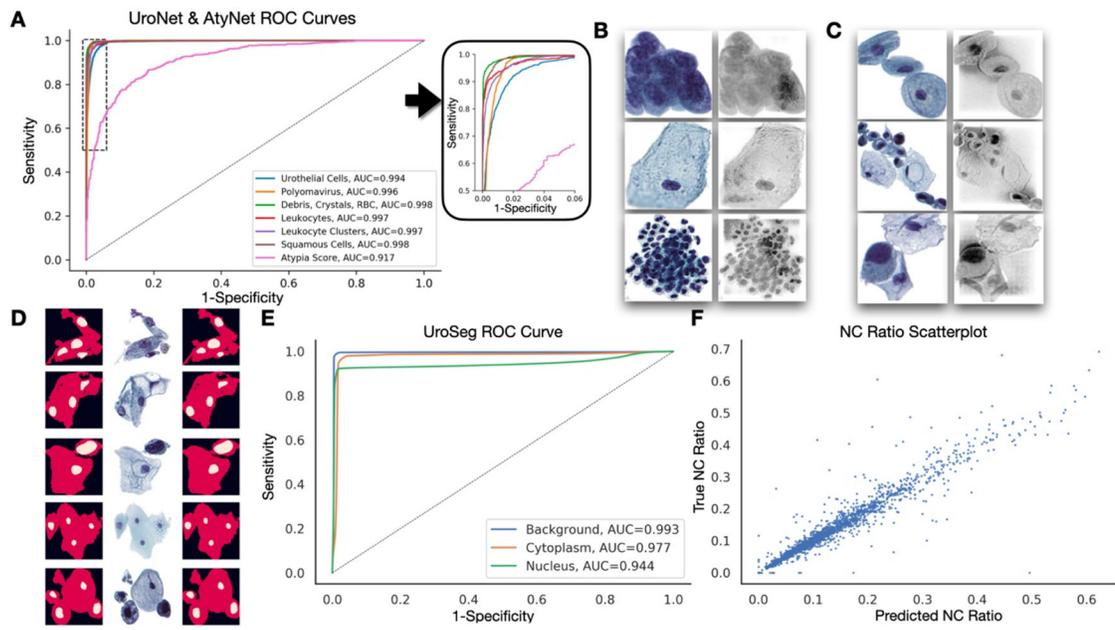 A
UroNet & AtyNet ROC Curves
B
C
1.0
0.8
0.6
0.4
0.2
0.0
Sensitivity
0.0 0.2 0.4 0.6 0.8 1.0
1-Specificity
Urothelial Cells, AUC=0.994
Polyomavirus, AUC=0.996
Debris, Crystals, RBC, AUC=0.998
Leukocytes, AUC=0.997
Leukocyte Clusters, AUC=0.997
Squamous Cells, AUC=0.998
Atypia Score, AUC=0.917
1.0
0.9
0.8
0.7
0.6
0.5
Sensitivity
0.00 0.02 0.04 0.06
1-Specificity
D
E
UroSeg ROC Curve
1.0
0.8
0.6
0.4
0.2
0.0
Sensitivity
0.0 0.2 0.4 0.6 0.8 1.0
1-Specificity
Background, AUC=0.993
Cytoplasm, AUC=0.977
Nucleus, AUC=0.944
F
NC Ratio Scatterplot
0.7
0.6
0.5
0.4
0.3
0.2
0.1
0.0
True NC Ratio
0.0 0.1 0.2 0.3 0.4 0.5 0.6
Predicted NC Ratio